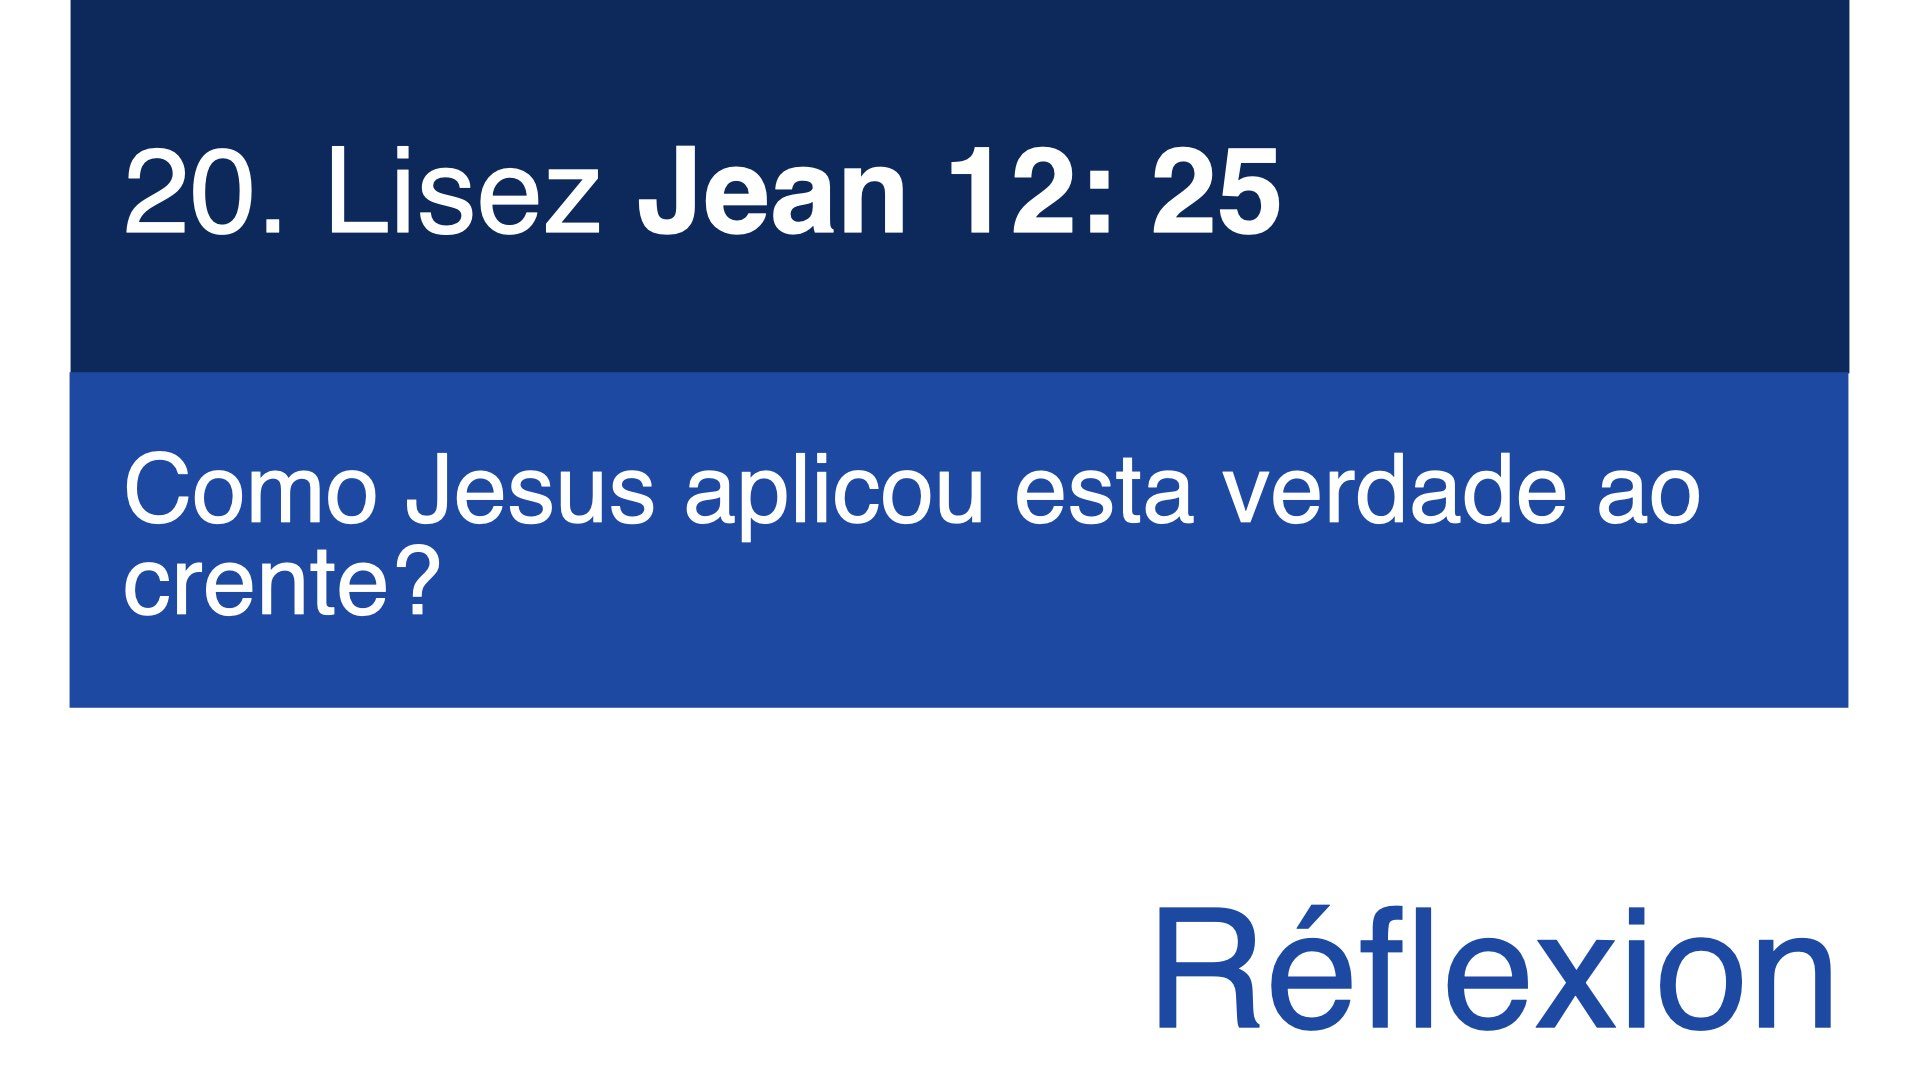 20. Lisez Jean 12: 25
Como Jesus aplicou esta verdade ao
crente?
Réflexion